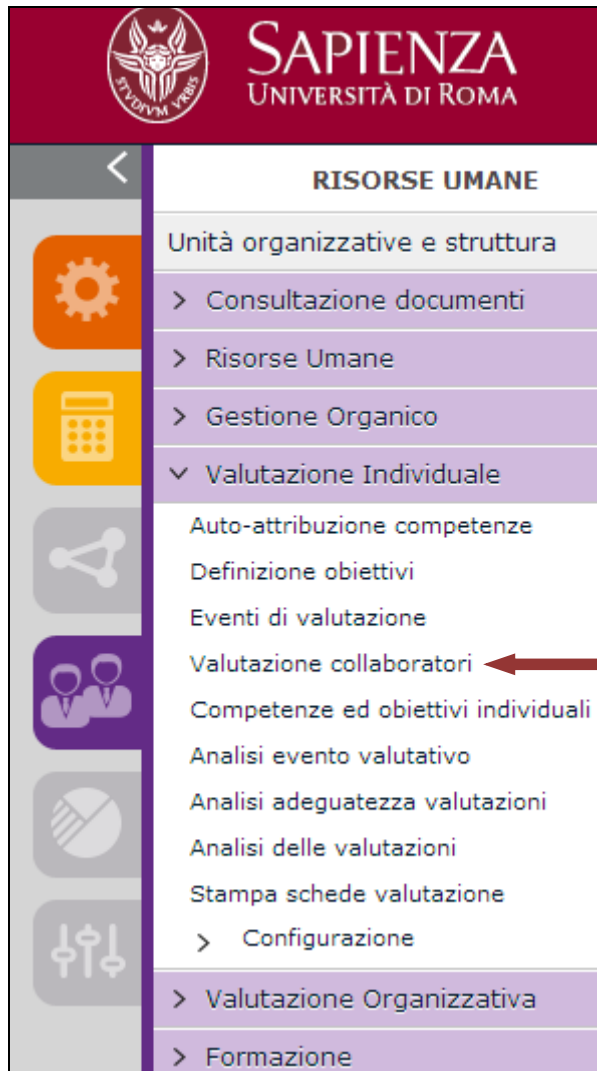 STUDIUM URBIS
SAPIENZA
UNIVERSITÀ DI ROMA
RISORSE UMANE
Unità organizzative e struttura
> Consultazione documenti
> Risorse Umane
> Gestione Organico
Valutazione Individuale
Auto-attribuzione competenze
Definizione obiettivi
Eventi di valutazione
Valutazione collaboratori
Competenze ed obiettivi individuali
Analisi evento valutativo
Analisi adeguatezza valutazioni
Analisi delle valutazioni
Stampa schede valutazione
> Configurazione
> Valutazione Organizzativa
> Formazione